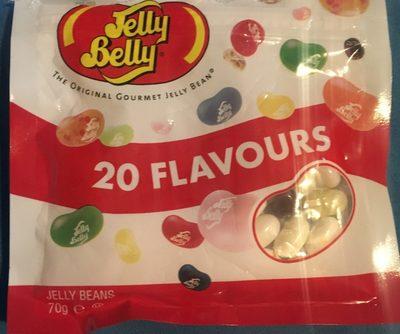 Jelly
Belly
THE ORIGINAL GOURMET JELLY BEAN®
20 FLAVOURS
JELLY BEANS
70g ℮